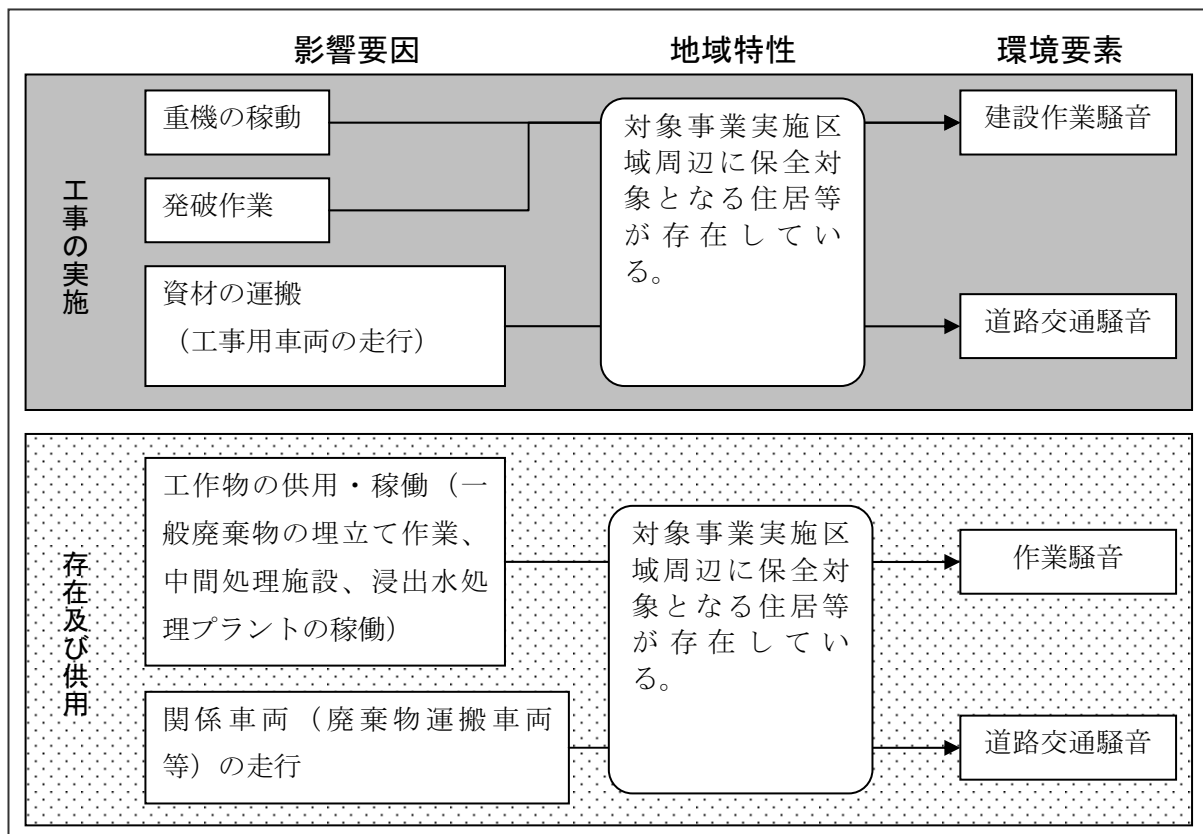 影響要因
地域特性
環境要素
工事の実施
重機の稼動
発破作業
資材の運搬
（工事用車両の走行）
対象事業実施区
域周辺に保全対
象となる住居等
が存在してい
る。
建設作業騒音
道路交通騒音
存在及び供用
工作物の供用・稼働（一
般廃棄物の埋立て作業、
中間処理施設、浸出水処
理プラントの稼働）
関係車両（廃棄物運搬車両
等）の走行
対象事業実施区
域周辺に保全対
象となる住居等
が存在してい
る。
作業騒音
道路交通騒音